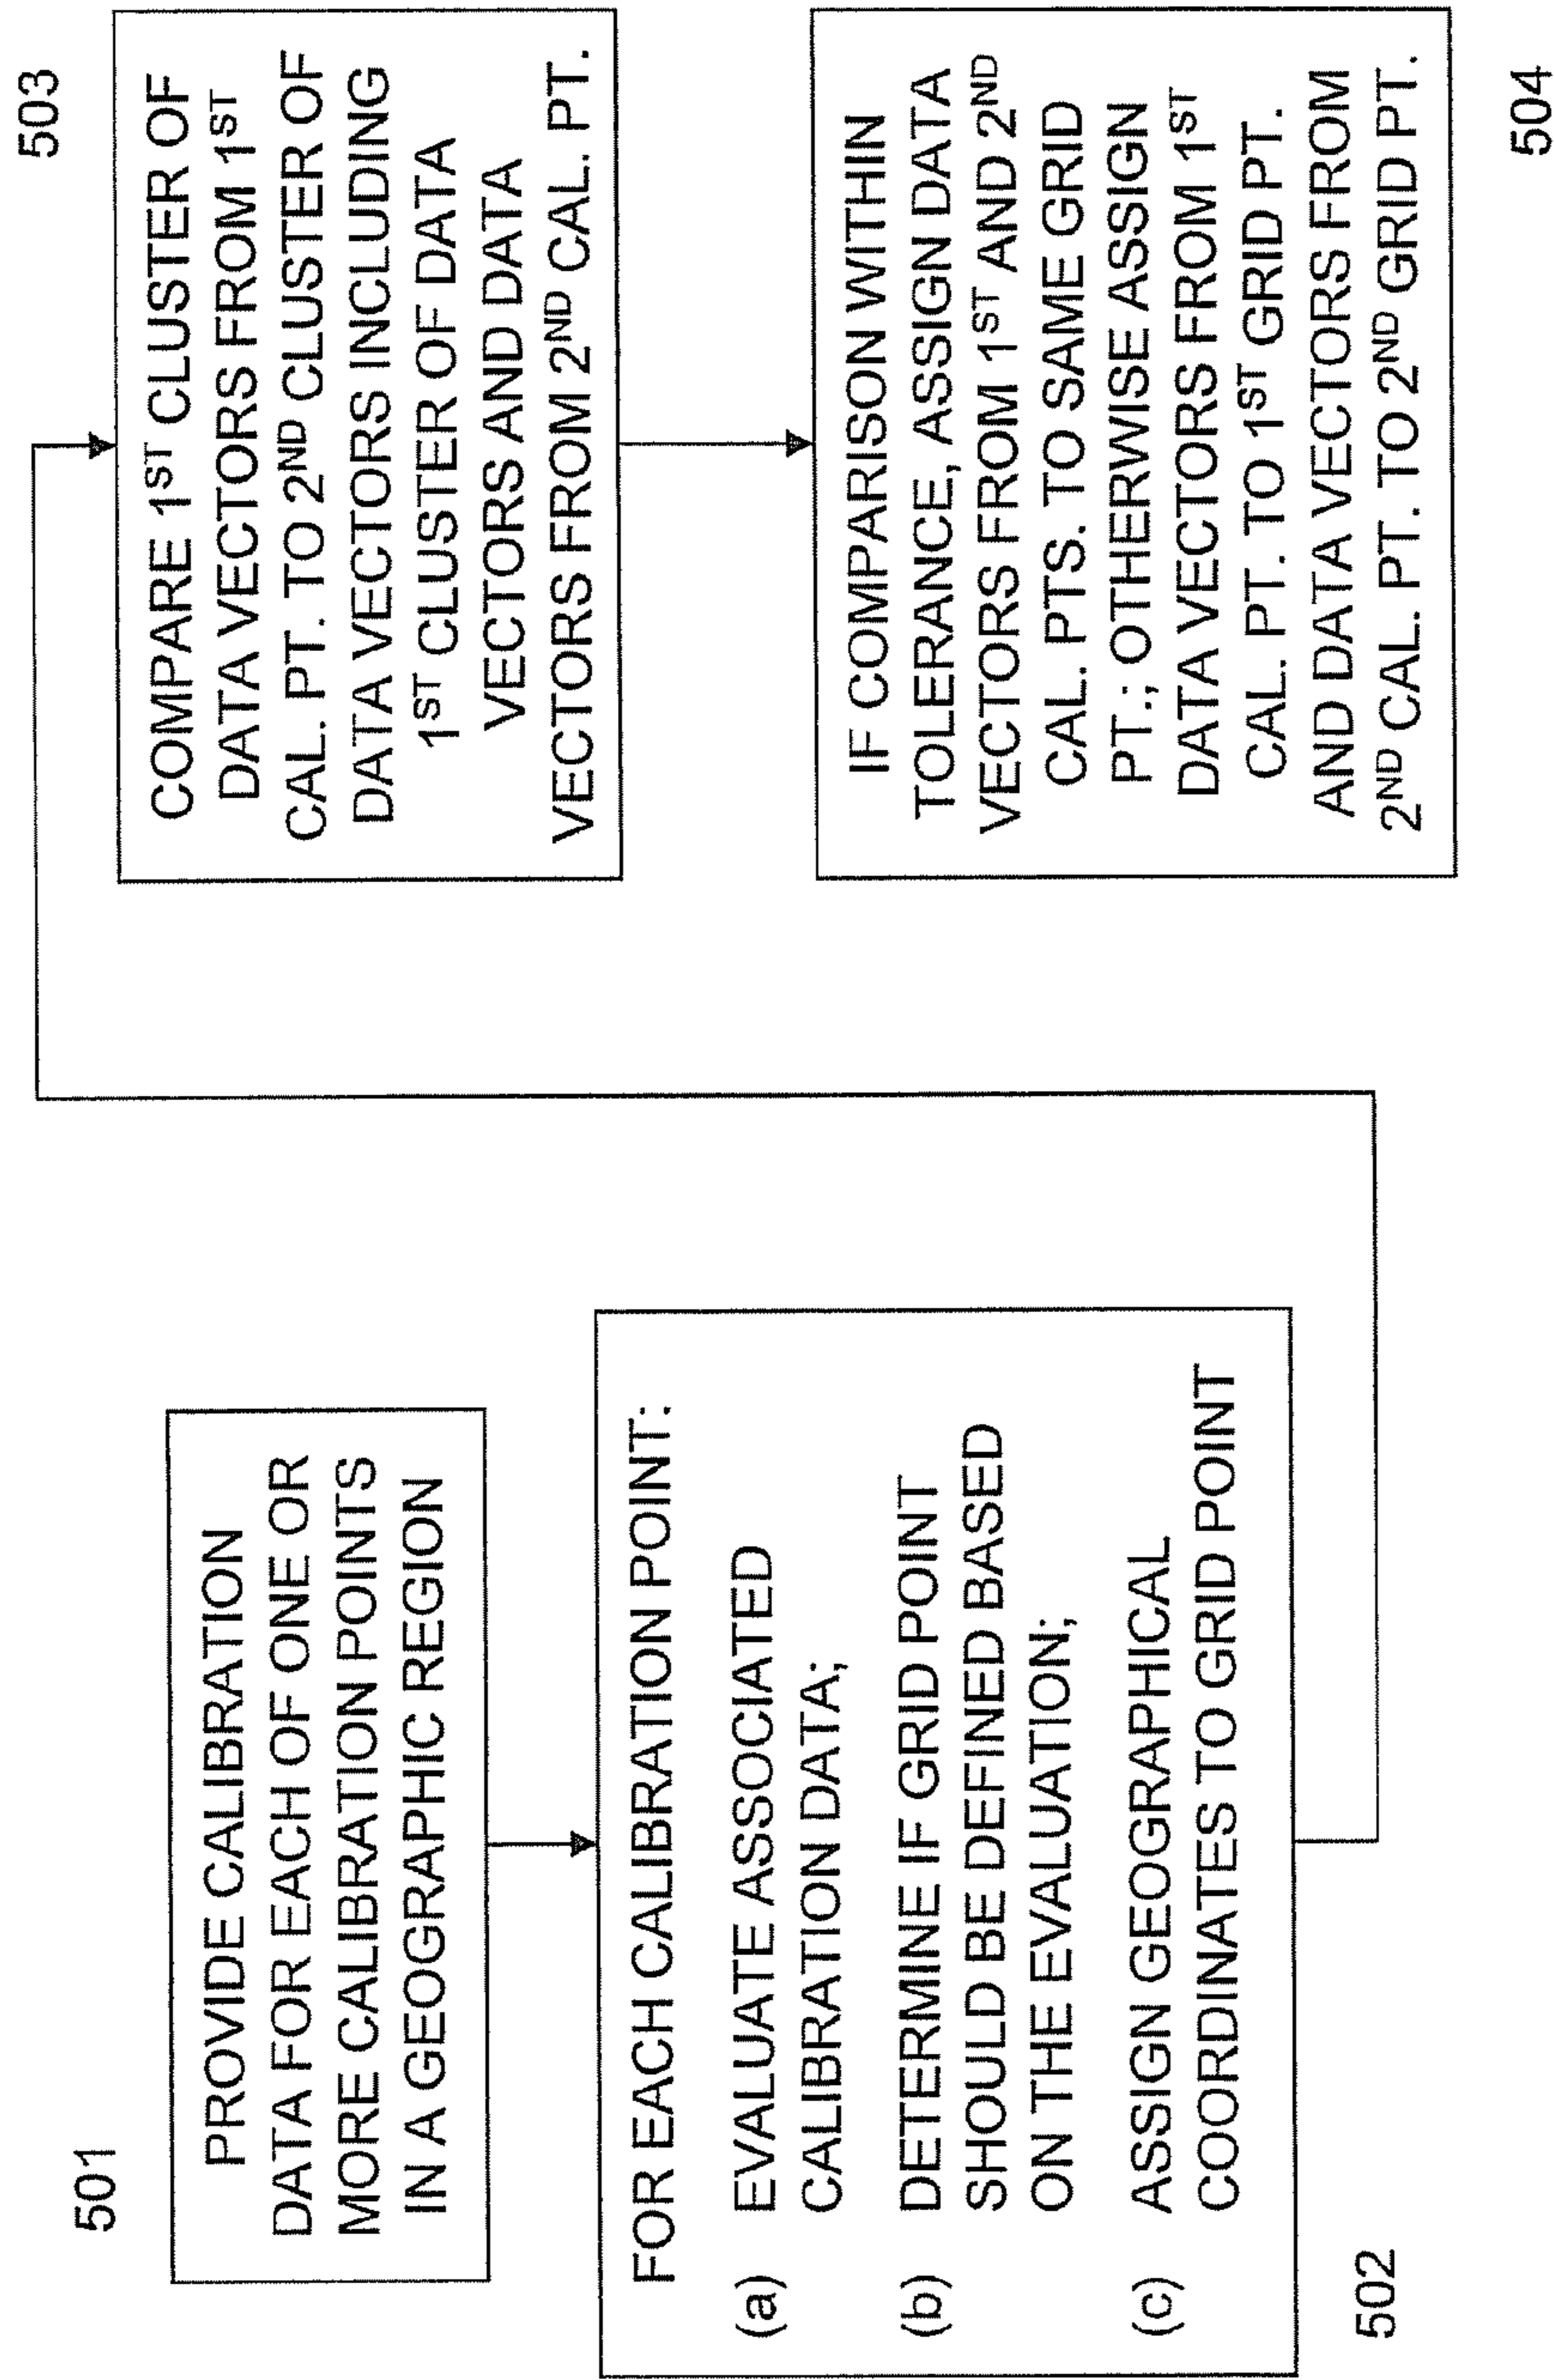 501
PROVIDE CALIBRATION
DATA FOR EACH OF ONE OR
MORE CALIBRATION POINTS
IN A GEOGRAPHIC REGION
FOR EACH CALIBRATION POINT:
(a) EVALUATE ASSOCIATED
CALIBRATION DATA;
(b) DETERMINE IF GRID POINT
SHOULD BE DEFINED BASED
ON THE EVALUATION;
(c) ASSIGN GEOGRAPHICAL
COORDINATES TO GRID POINT
502
503
COMPARE 1ST CLUSTER OF
DATA VECTORS FROM 1ST
CAL. PT. TO 2ND CLUSTER OF
DATA VECTORS INCLUDING
1ST CLUSTER OF DATA
VECTORS AND DATA
VECTORS FROM 2ND CAL. PT.
IF COMPARISON WITHIN
TOLERANCE, ASSIGN DATA
VECTORS FROM 1ST AND 2ND
CAL. PTS. TO SAME GRID
PT.; OTHERWISE ASSIGN
DATA VECTORS FROM 1ST
CAL. PT. TO 1ST GRID PT.
AND DATA VECTORS FROM
2ND CAL. PT. TO 2ND GRID PT.
504